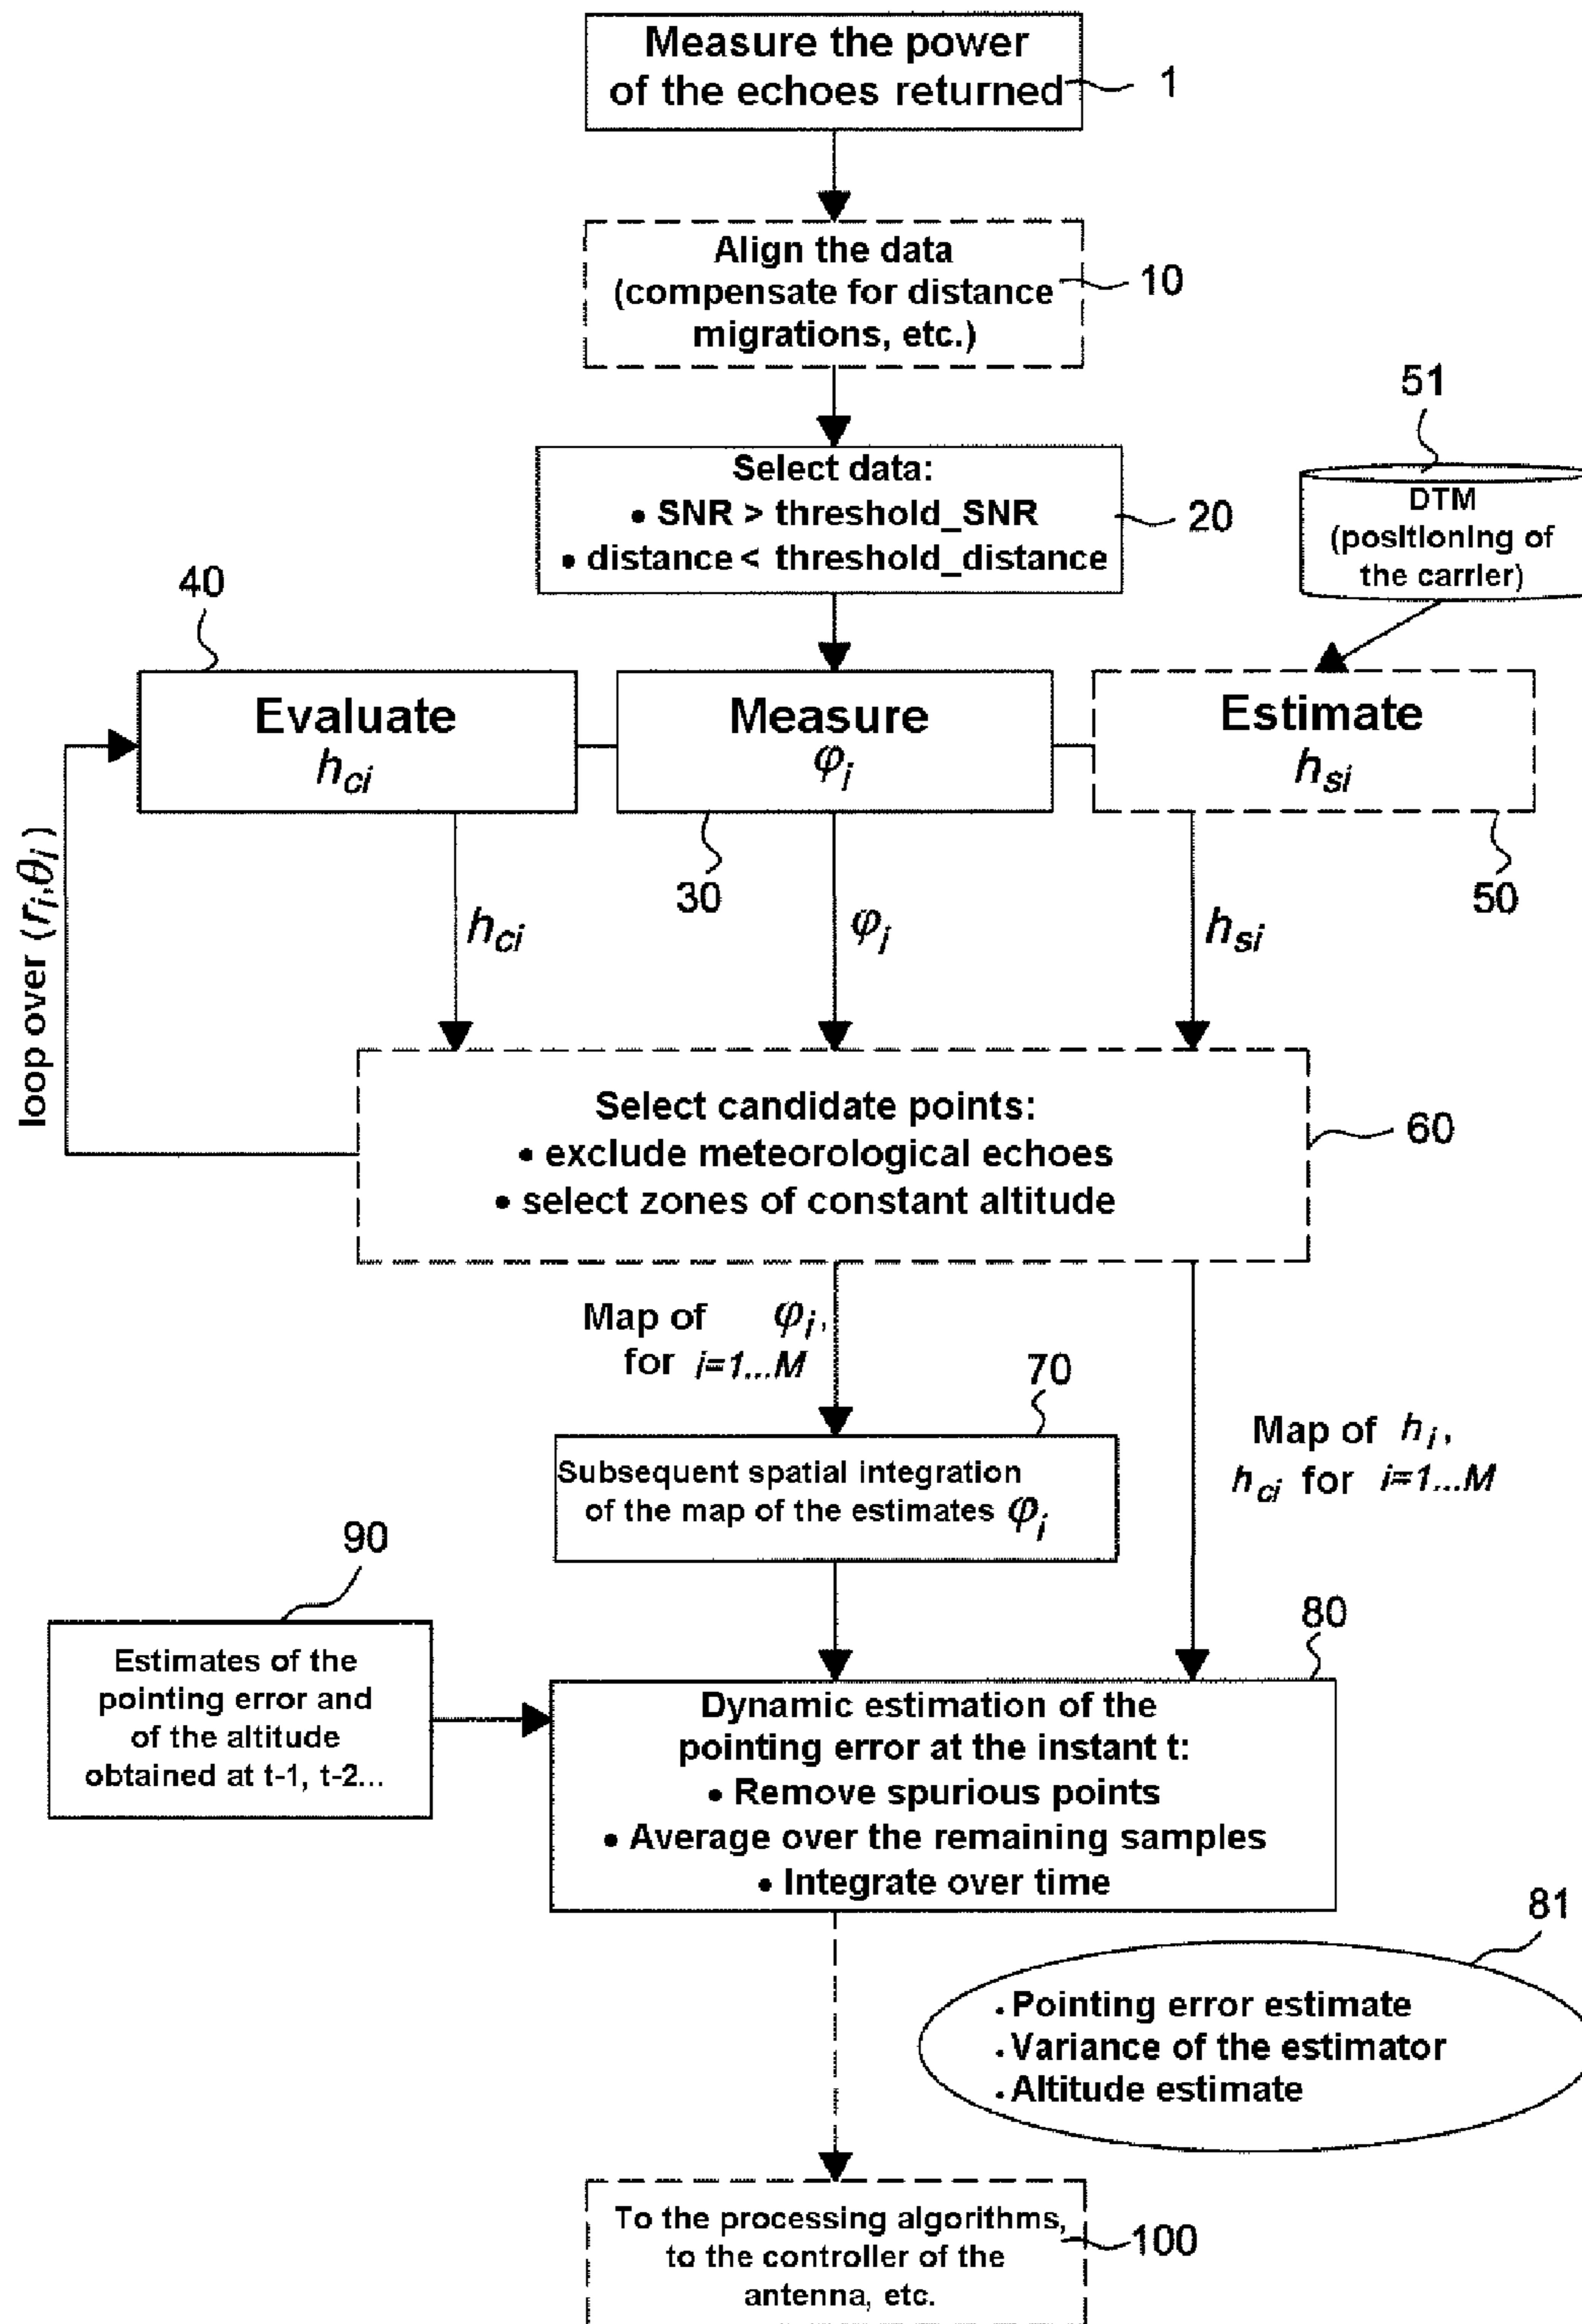 Measure the power
of the echoes returned
1
Align the data
(compensate for distance
migrations, etc.)
10
51
Select data:
• SNR > threshold_SNR
• distance < threshold_distance
20
DTM
(positioning of
the carrier)
40
Evaluate
h_ci
Measure
φ_i
Estimate
h_si
30
50
loop over (r_i,θ_i)
h_ci
φ_i
h_si
Select candidate points:
• exclude meteorological echoes
• select zones of constant altitude
60
Map of φ_i,
for i=1...M
70
Map of h_i,
h_ci for i=1...M
Subsequent spatial integration
of the map of the estimates φ_i
90
80
Estimates of the
pointing error and
of the altitude
obtained at t-1, t-2...
Dynamic estimation of the
pointing error at the instant t:
• Remove spurious points
• Average over the remaining samples
• Integrate over time
81
• Pointing error estimate
• Variance of the estimator
• Altitude estimate
To the processing algorithms,
to the controller of the
antenna, etc.
100